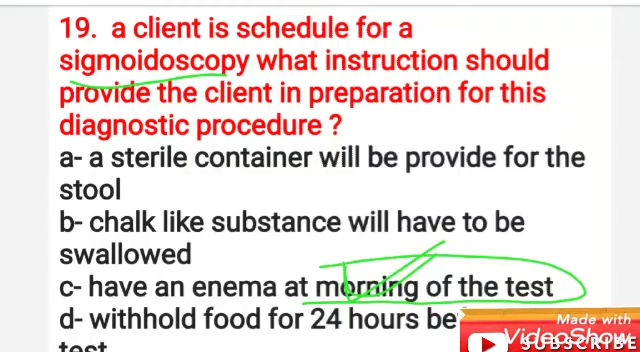 19. a client is schedule for a
sigmoidoscopy what instruction should
provide the client in preparation for this
diagnostic procedure ?
a- a sterile container will be provide for the
stool
b- chalk like substance will have to be
swallowed
c- have an enema at morning of the test
d- withhold food for 24 hours
test
Made with
VideoShow
SUBSCRIBE